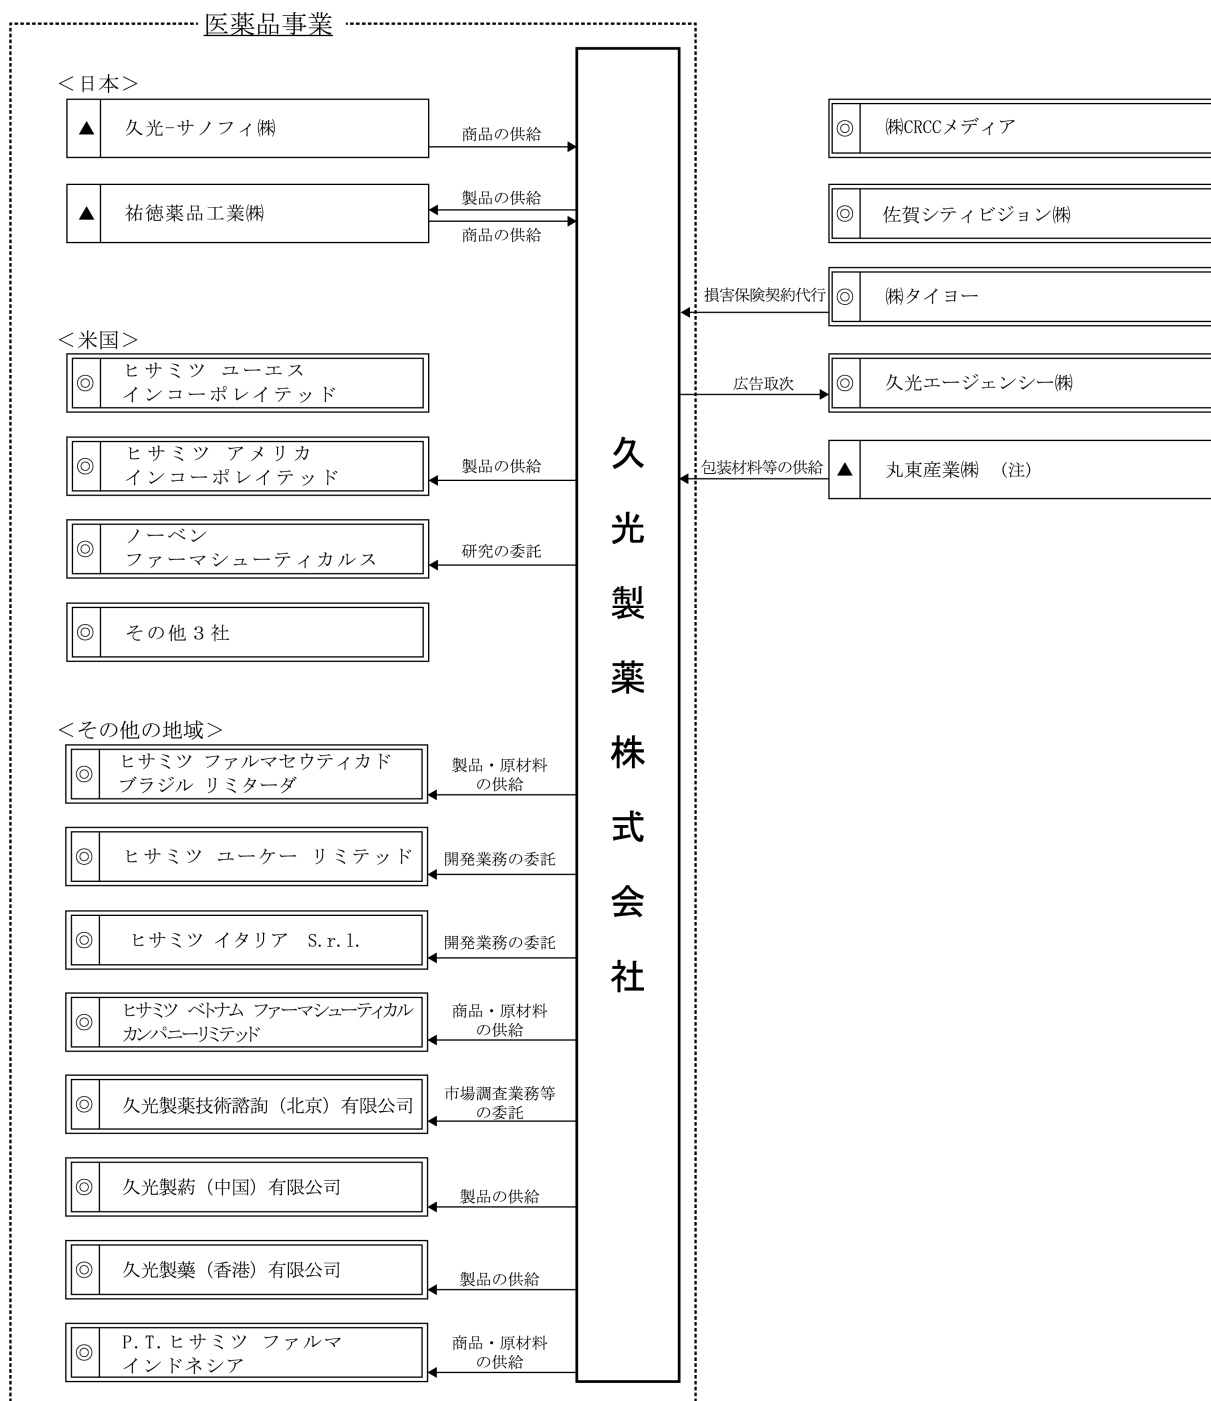 医薬品事業
＜日本＞
▲ 久光−サノフィ㈱
商品の供給
▲ 祐徳薬品工業㈱
製品の供給
商品の供給
＜米国＞
◎ ヒサミツ ユーエス
インコーポレイテッド
◎ ヒサミツ アメリカ
インコーポレイテッド
製品の供給
◎ ノーベン
ファーマシューティカルス
研究の委託
◎ その他３社
＜その他の地域＞
◎ ヒサミツ ファルマセウティカド
ブラジル リミターダ
製品・原材料
の供給
◎ ヒサミツ ユーケー リミテッド
開発業務の委託
◎ ヒサミツ イタリア S.r.l.
開発業務の委託
◎ ヒサミツ ベトナム ファーマシューティカル
カンパニーリミテッド
商品・原材料
の供給
◎ 久光製薬技術諮詢（北京）有限公司
市場調査業務等
の委託
◎ 久光製葯（中国）有限公司
製品の供給
◎ 久光製藥（香港）有限公司
製品の供給
◎ P.T.ヒサミツ ファルマ
インドネシア
商品・原材料
の供給
久光製薬株式会社
◎ ㈱CRCCメディア
◎ 佐賀シティビジョン㈱
損害保険契約代行
◎ ㈱タイヨー
広告取次
◎ 久光エージェンシー㈱
包装材料等の供給
▲ 丸東産業㈱ （注）